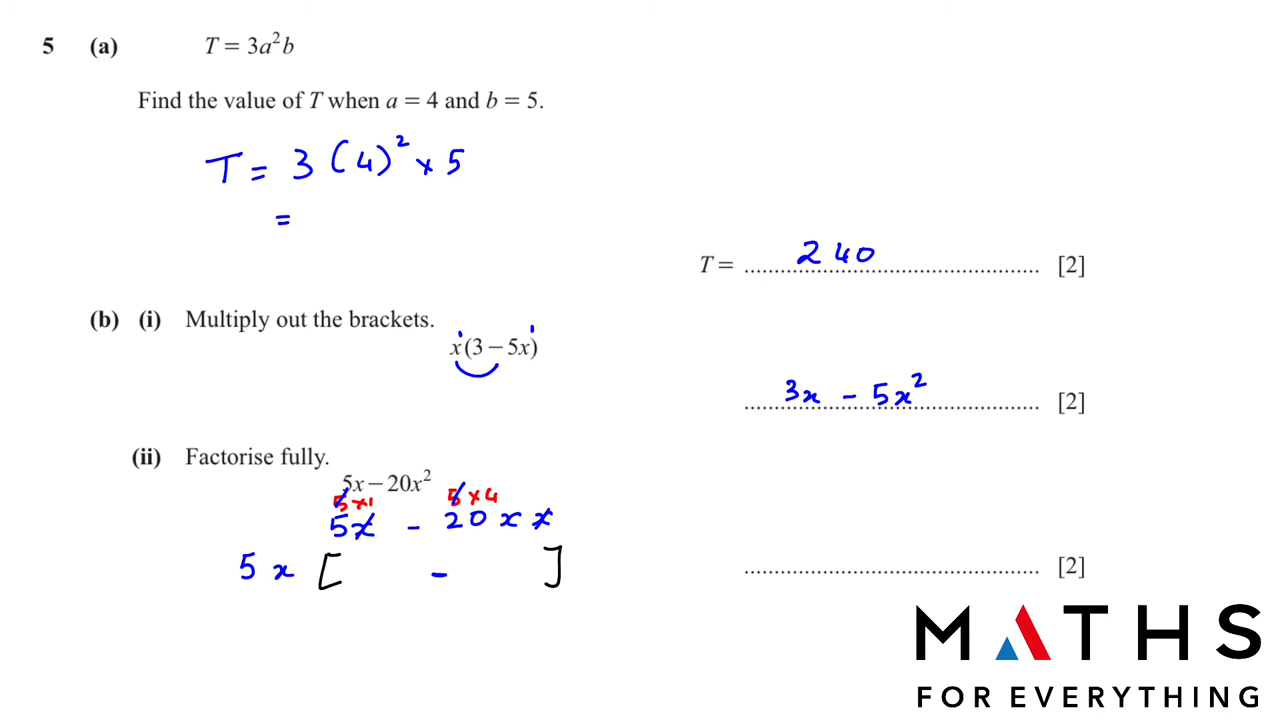 5 (a) T = 3a²b
Find the value of T when a = 4 and b = 5.
T = 3 (4)² × 5
=
T = 240 [2]
(b) (i) Multiply out the brackets.
x(3 − 5x)
3x − 5x² [2]
(ii) Factorise fully.
5x − 20x²
5×1 5×4
5x − 20 x x
5 x [ − ]
[2]
MATHS
FOR EVERYTHING